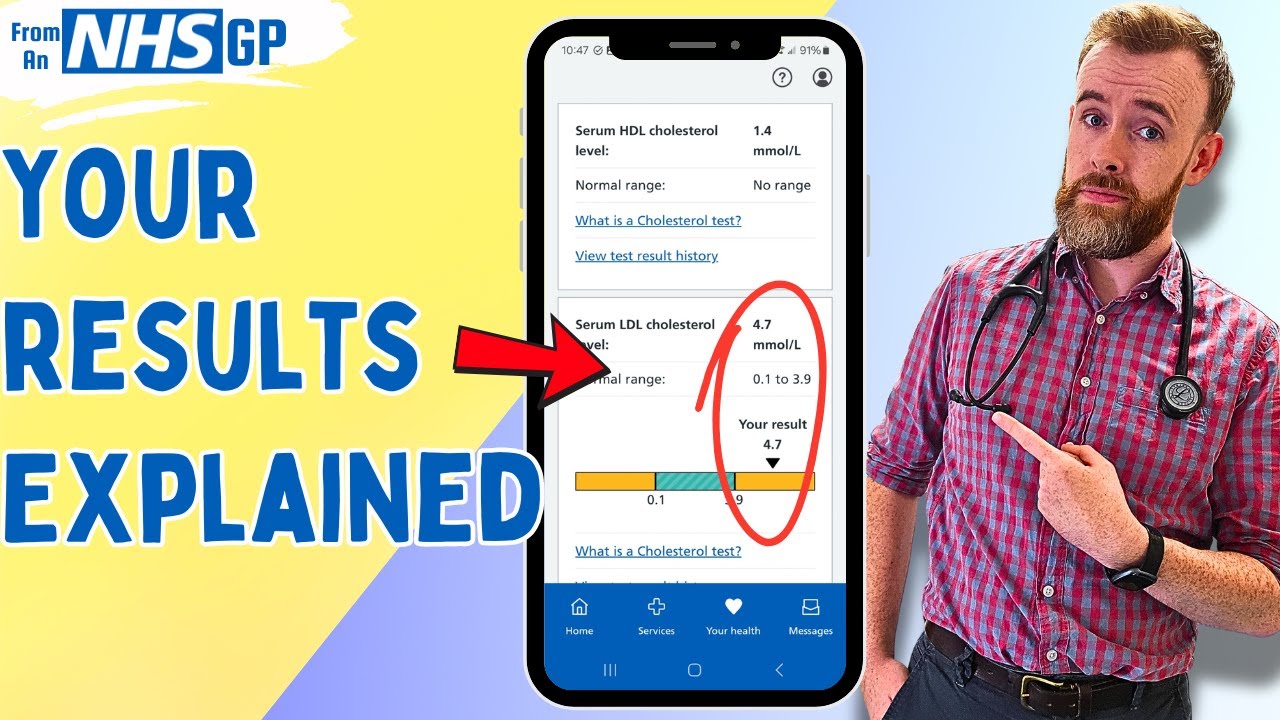 From
An
NHS GP
YOUR
RESULTS
EXPLAINED
10:47
91%
Serum HDL cholesterol level:
1.4 mmol/L
Normal range:
No range
What is a Cholesterol test?
View test result history
Serum LDL cholesterol
4.7 mmol/L
range:
0.1 to 3.9
Your result
4.7
0.1
What is a Cholesterol test?
Home
Services
Your health
Messages